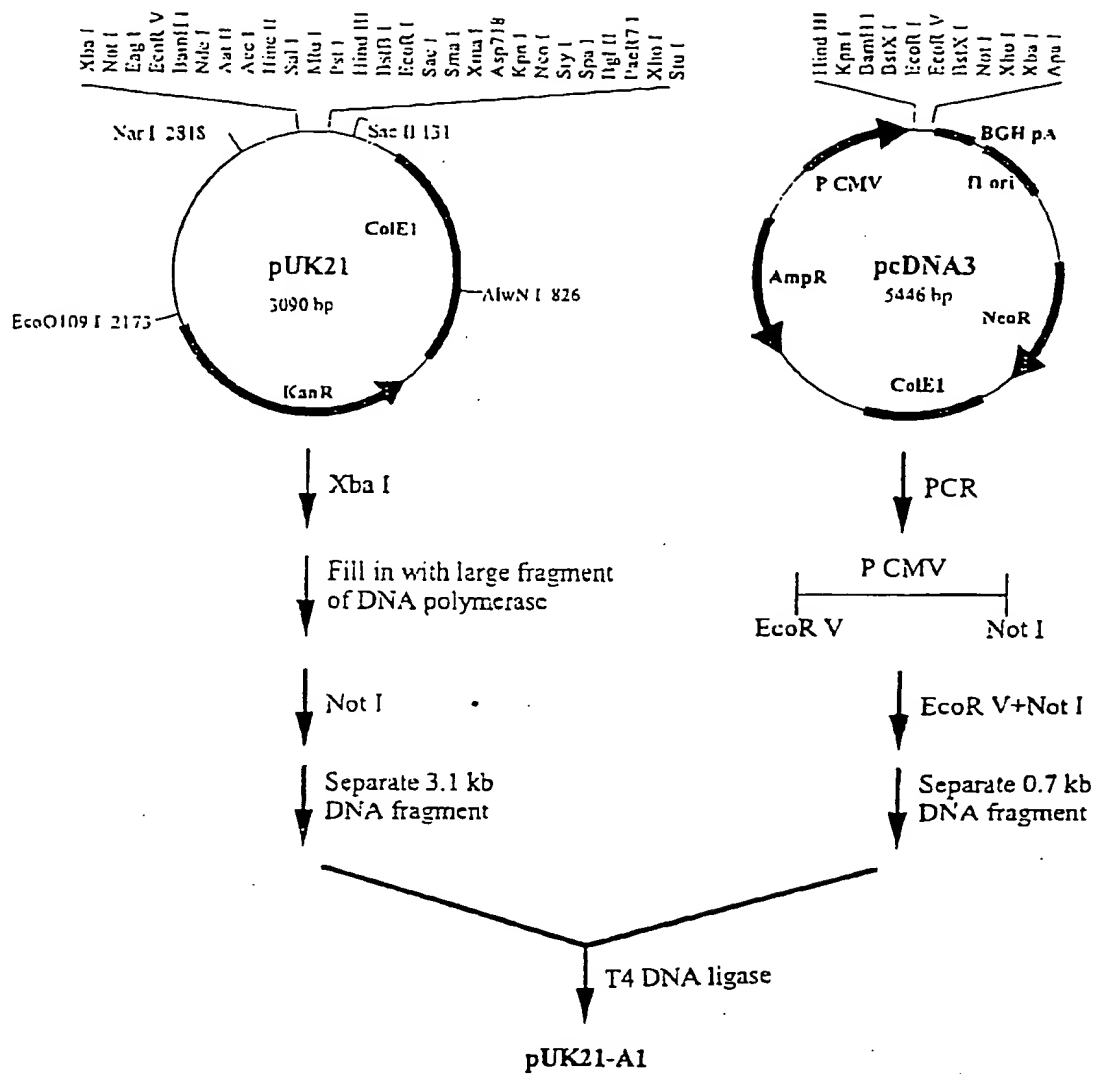 Xba I
Not I
Eag I
EcoR V
BamH I
Nde I
Aat II
Acc I
Hinc II
Sal I
Mlu I
Pst I
Hind III
BstB I
EcoR I
Sac I
Sma I
Xma I
Asp718
Kpn I
Nco I
Sty I
Spa I
Bgl II
PaeR7 I
Xho I
Stu I
Nar I 2818
Sac II 131
ColE1
pUK21
3090 bp
AlwN I 826
EcoO109 I 2173
KanR
Hind III
Kpn I
BamH I
BstX I
EcoR I
EcoR V
BstX I
Not I
Xho I
Xba I
Apa I
BGH pA
P CMV
f1 ori
AmpR
pcDNA3
5446 bp
NeoR
ColE1
Xba I
Fill in with large fragment
of DNA polymerase
Not I
Separate 3.1 kb
DNA fragment
PCR
P CMV
EcoR V
Not I
EcoR V+Not I
Separate 0.7 kb
DNA fragment
T4 DNA ligase
pUK21-A1